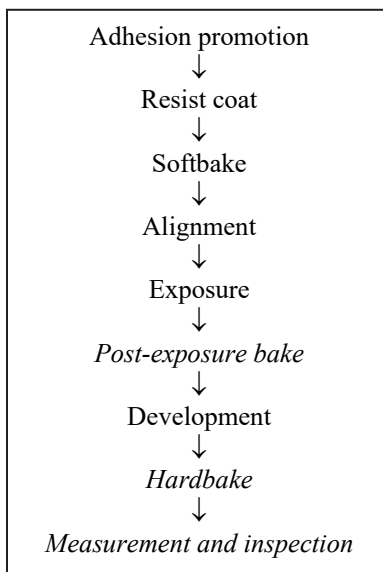 Adhesion promotion
↓
Resist coat
↓
Softbake
↓
Alignment
↓
Exposure
↓
Post-exposure bake
↓
Development
↓
Hardbake
↓
Measurement and inspection